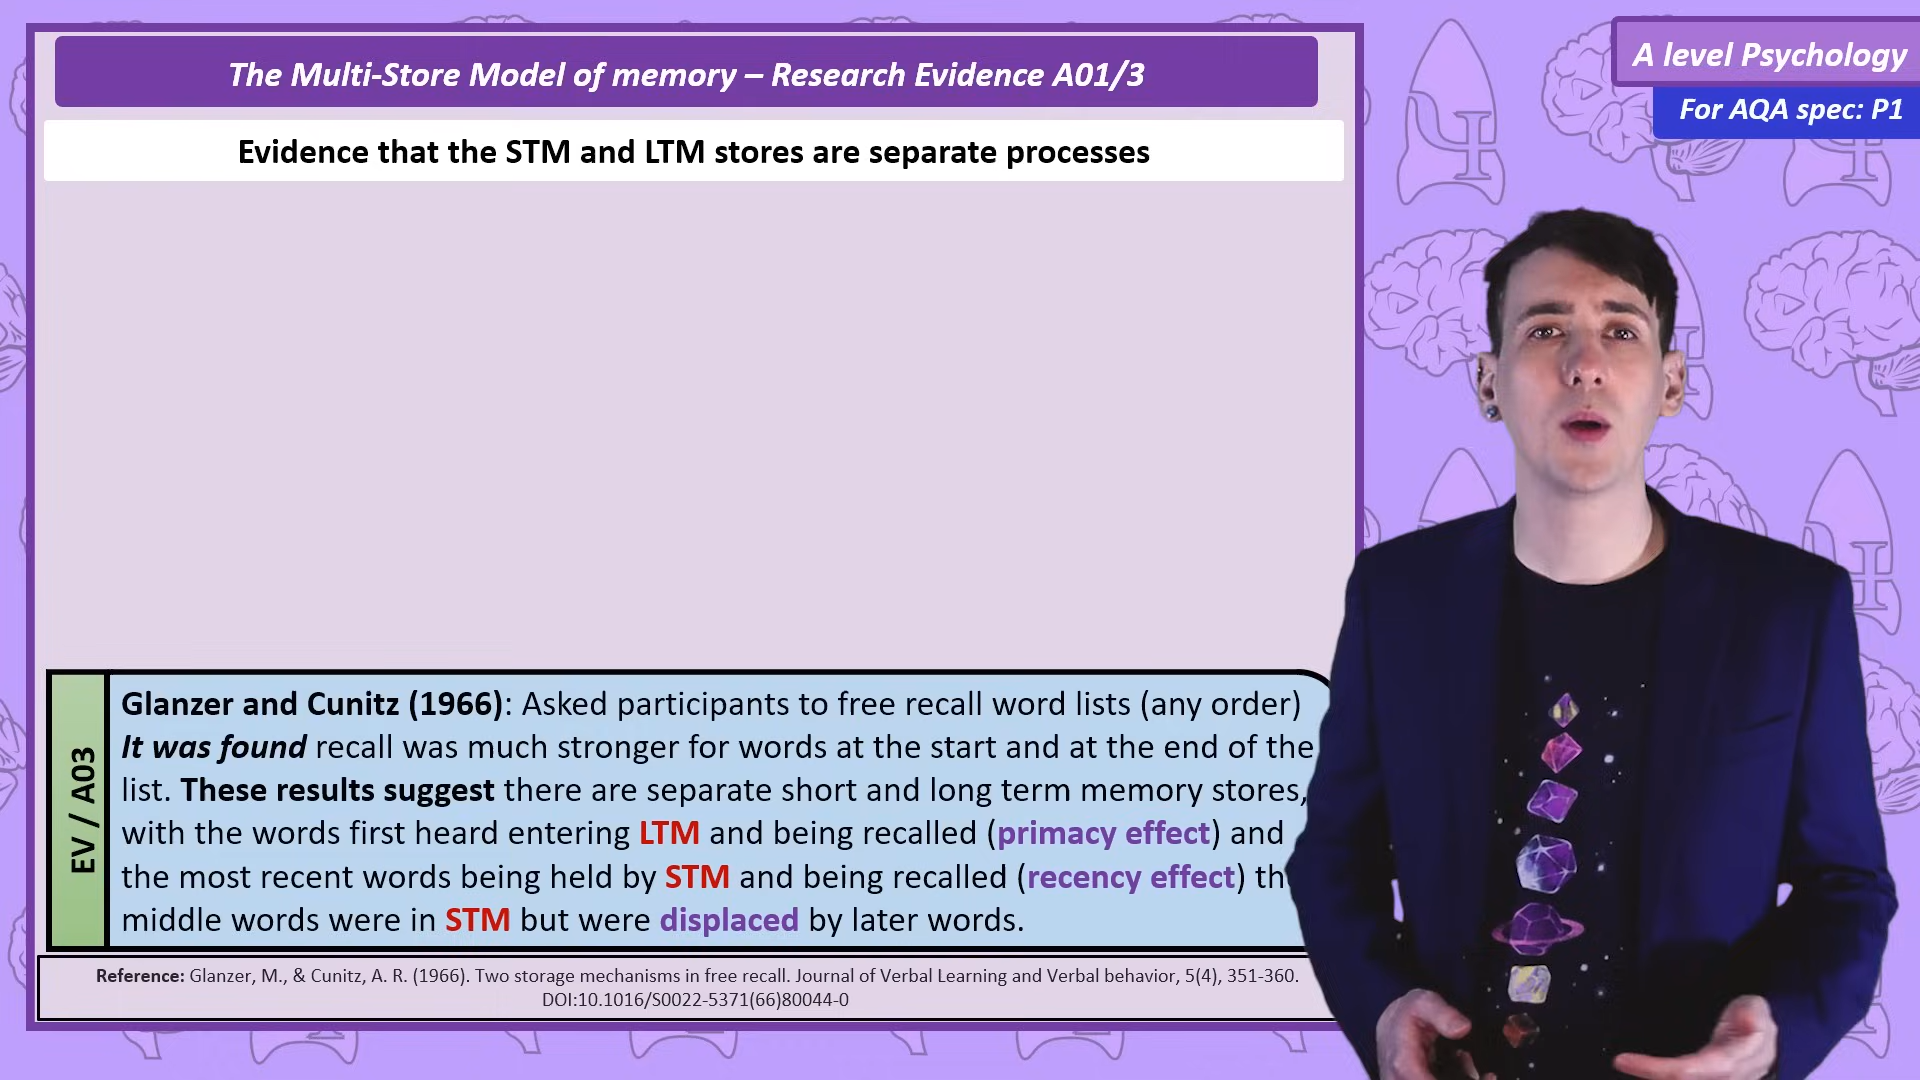 The Multi-Store Model of memory – Research Evidence A01/3
A level Psychology
For AQA spec: P1
Evidence that the STM and LTM stores are separate processes
EV / A03
Glanzer and Cunitz (1966): Asked participants to free recall word lists (any order)
It was found recall was much stronger for words at the start and at the end of the
list. These results suggest there are separate short and long term memory stores,
with the words first heard entering LTM and being recalled (primacy effect) and
the most recent words being held by STM and being recalled (recency effect)
middle words were in STM but were displaced by later words.
Reference: Glanzer, M., & Cunitz, A. R. (1966). Two storage mechanisms in free recall. Journal of Verbal Learning and Verbal behavior, 5(4), 351-360.
DOI:10.1016/S0022-5371(66)80044-0